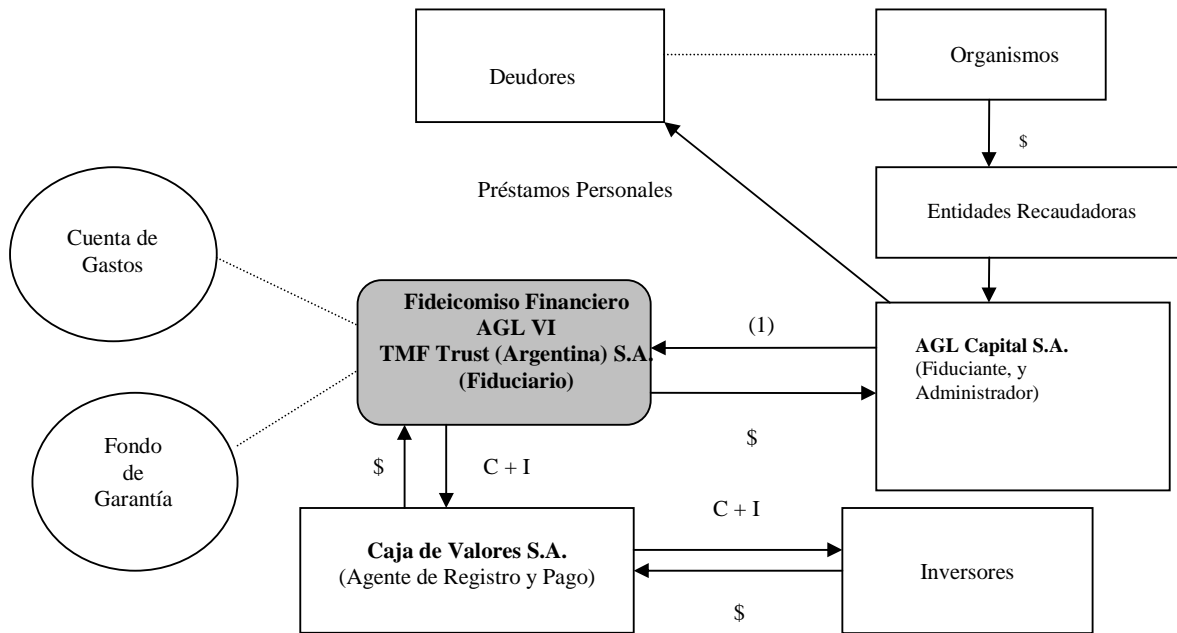 Deudores
Organismos
$
Préstamos Personales
Entidades Recaudadoras
Cuenta de
Gastos
Fideicomiso Financiero
AGL VI
TMF Trust (Argentina) S.A.
(Fiduciario)
(1)
AGL Capital S.A.
(Fiduciante, y
Administrador)
$
Fondo
de
Garantía
$
C + I
C + I
Caja de Valores S.A.
(Agente de Registro y Pago)
Inversores
$